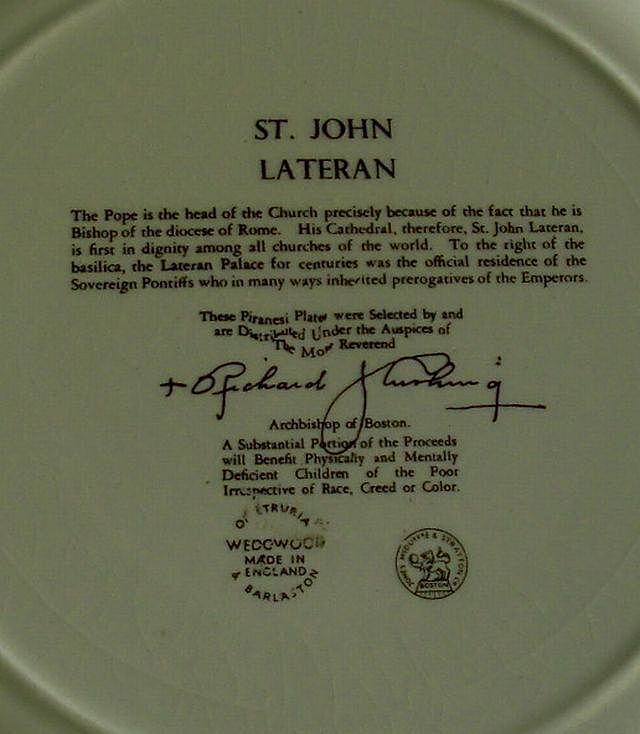 ST. JOHN
LATERAN
The Pope is the head of the Church precisely because of the fact that he is
Bishop of the diocese of Rome. His Cathedral, therefore, St. John Lateran,
is first in dignity among all churches of the world. To the right of the
basilica, the Lateran Palace for centuries was the official residence of the
Sovereign Pontiffs who in many ways inherited prerogatives of the Emperors.
These Piranesi Plates were Selected by and
are Distributed Under the Auspices of
The Most Reverend
+ Richard J Cushing
Archbishop of Boston.
A Substantial Portion of the Proceeds
will Benefit Physically and Mentally
Deficient Children of the Poor
Irrespective of Race, Creed or Color.
OF ETRURIA &
WEDGWOOD
MADE IN
ENGLAND
BARLASTON
JONES MCDUFFEE & STRATTON CO
BOSTON